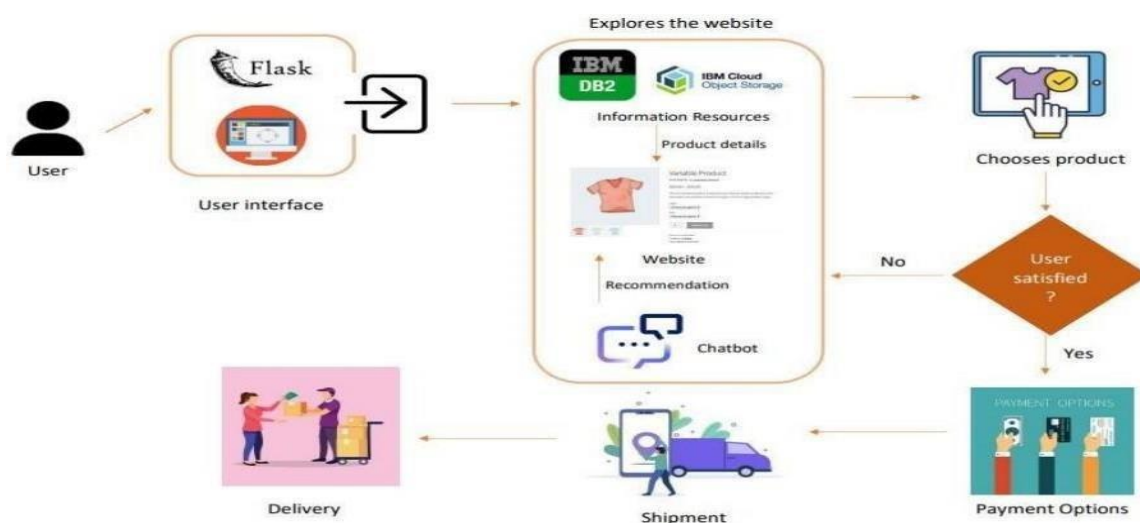 Explores the website
Flask
IBM
DB2
IBM Cloud
Object Storage
Information Resources
Product details
User
User interface
Chooses product
Variable Product
Website
Recommendation
Chatbot
No
User
satisfied
?
Yes
PAYMENT OPTIONS
Delivery
Shipment
Payment Options